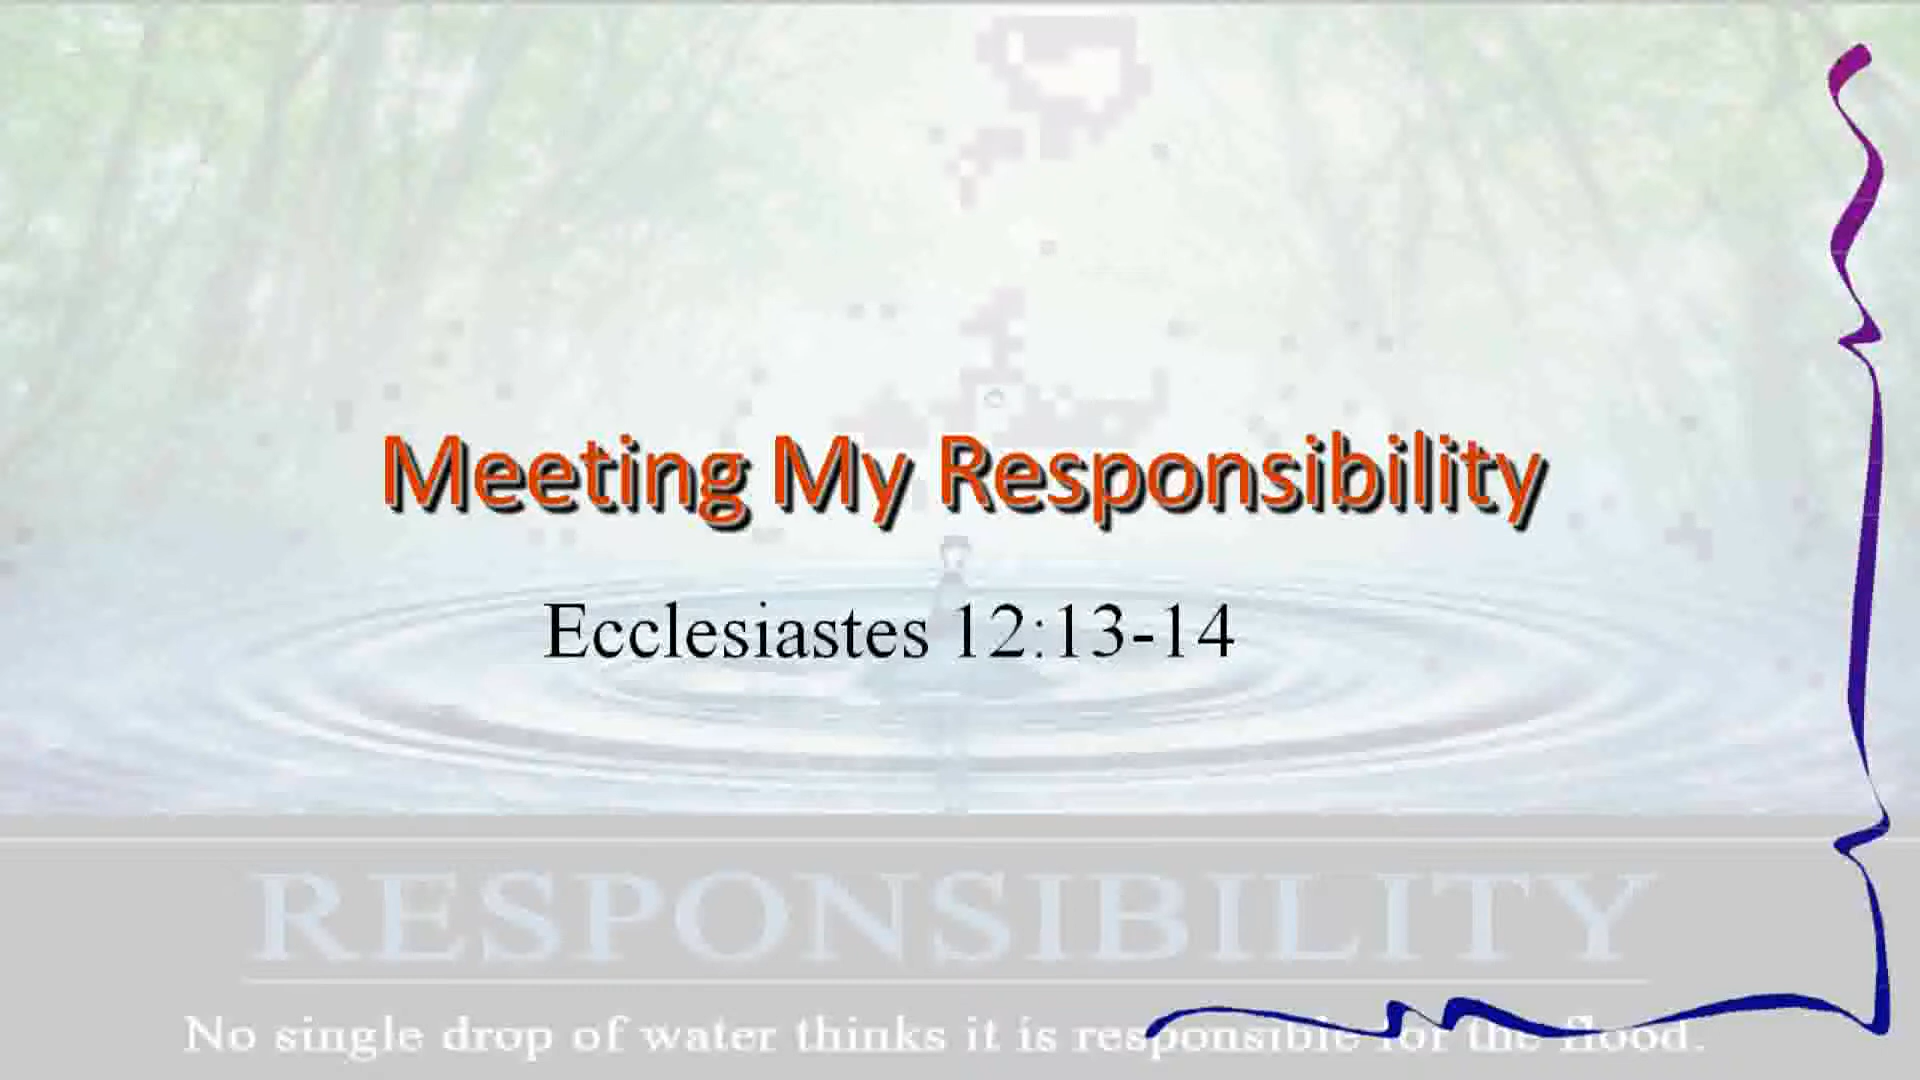 Meeting My Responsibility
Ecclesiastes 12:13-14
RESPONSIBILITY
No single drop of water thinks it is responsible for the flood.